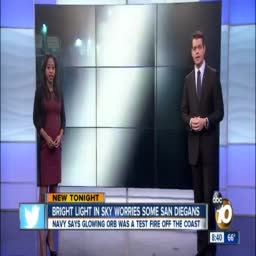 NEW TONIGHT
BRIGHT LIGHT IN SKY WORRIES SOME SAN DIEGANS
NAVY SAYS GLOWING ORB WAS A TEST FIRE OFF THE COAST
abc
10
8:40 66°